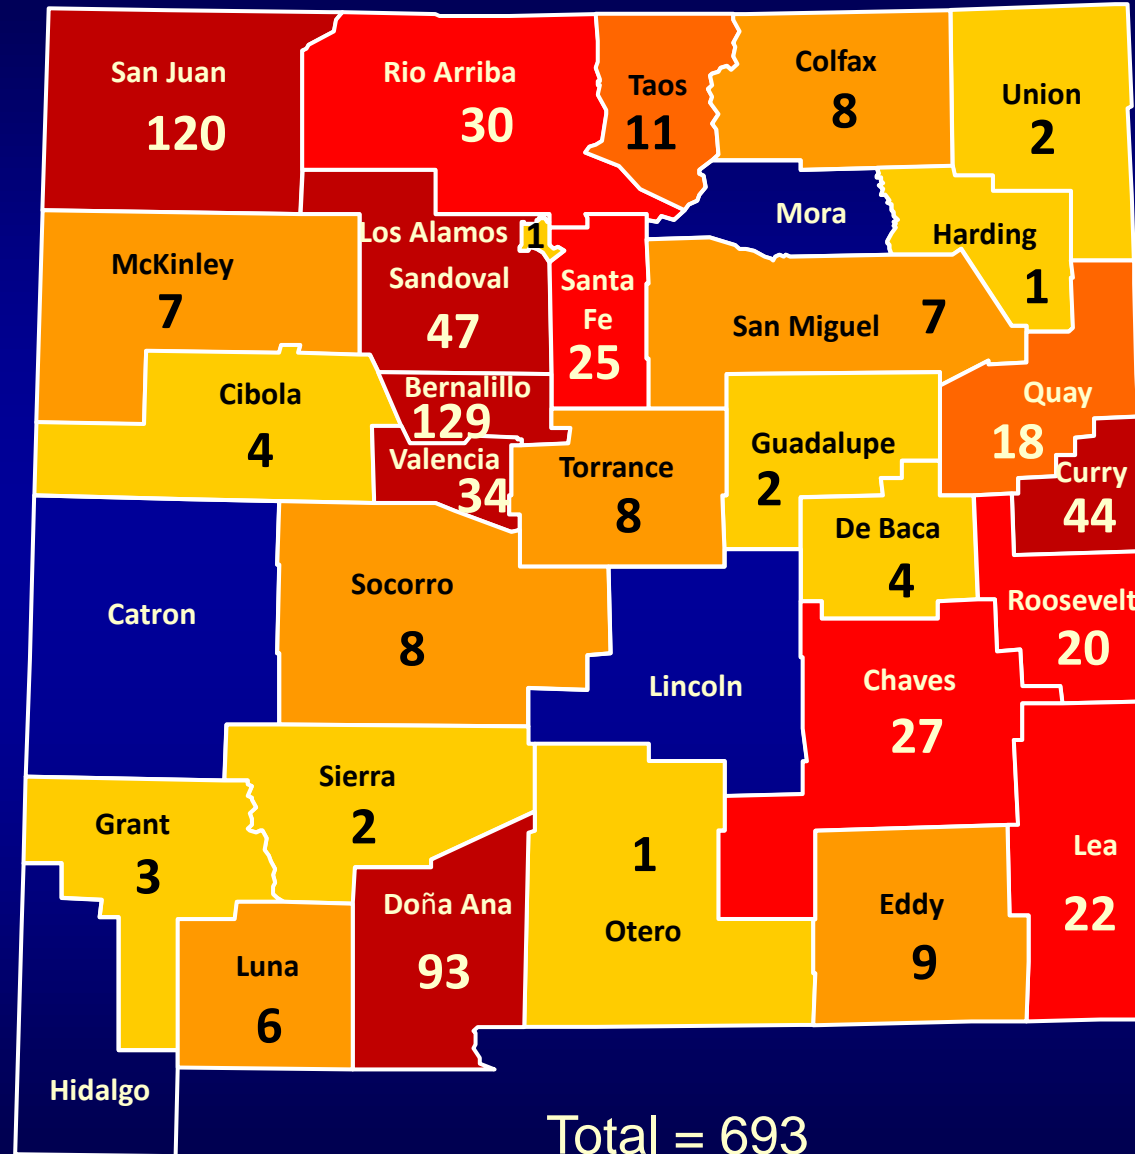 San Juan
120
Rio Arriba
30
Taos
11
Colfax
8
Union
2
Mora
Harding
1
McKinley
7
Los Alamos 1
Sandoval
47
Santa
Fe
25
San Miguel 7
Quay
18
Cibola
4
Bernalillo
129
Valencia
34
Torrance
8
Guadalupe
2
Curry
44
De Baca
4
Catron
Socorro
8
Lincoln
Roosevelt
20
Chaves
27
Sierra
2
Grant
3
Doña Ana
93
1
Otero
Eddy
9
Lea
22
Luna
6
Hidalgo
Total = 693